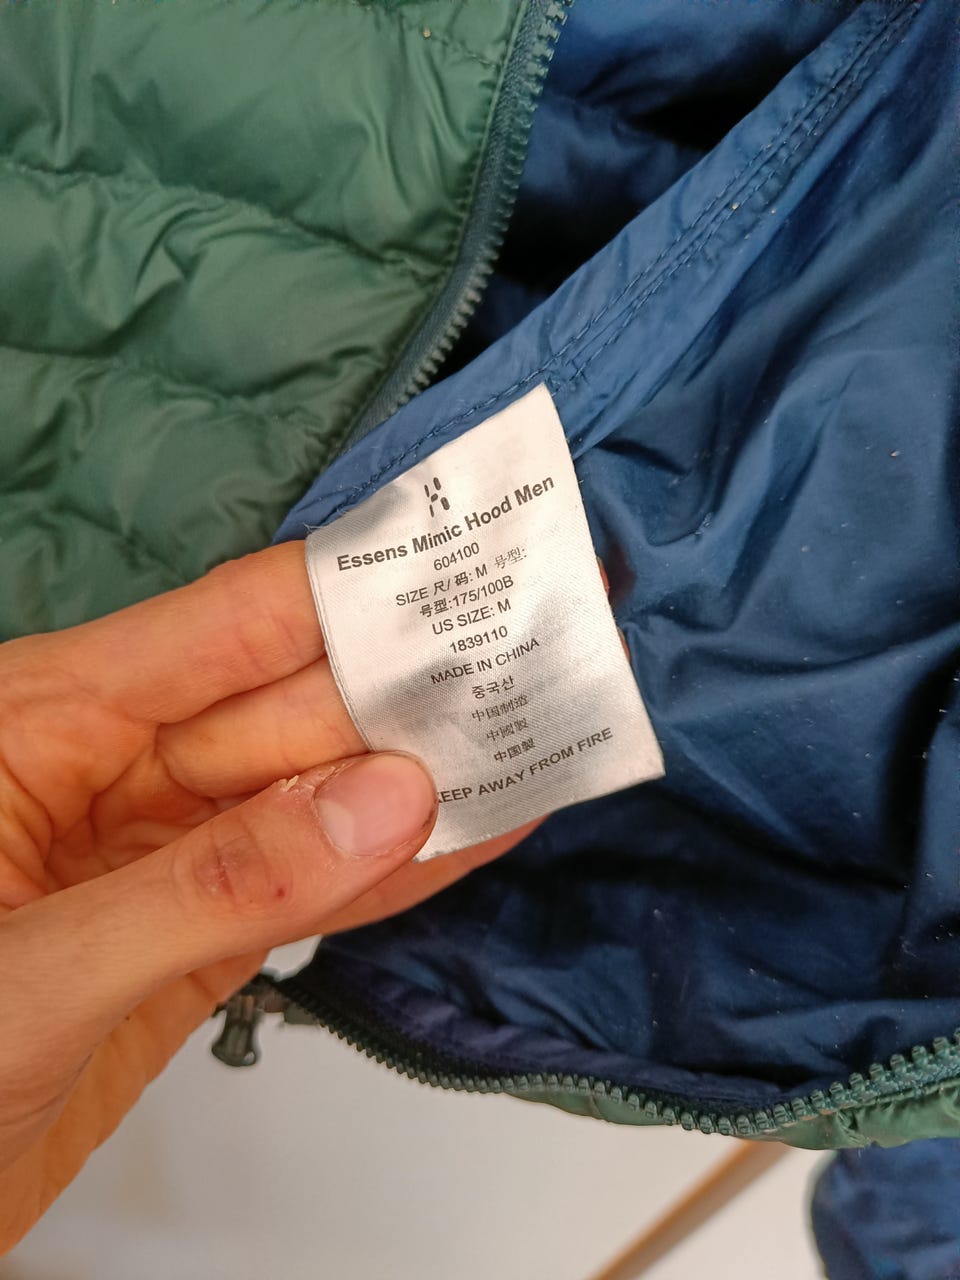 Essens Mimic Hood Men
604100
SIZE 尺/ 码: M 号型:
号型:175/100B
US SIZE: M
1839110
MADE IN CHINA
중국산
中国制造
中國製
中国製
KEEP AWAY FROM FIRE